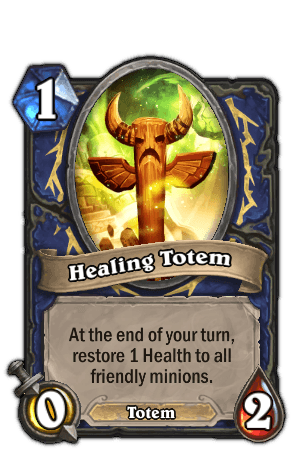 1
Healing Totem
At the end of your turn,
restore 1 Health to all
friendly minions.
0
Totem
2